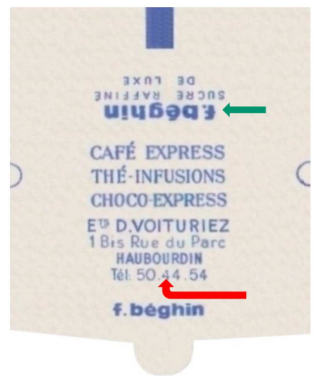 DE LUXE
SUCRE RAFFINÉ
f.béghin
CAFÉ EXPRESS
THÉ-INFUSIONS
CHOCO-EXPRESS
Ets D.VOITURIEZ
1 Bis Rue du Parc
HAUBOURDIN
Tél: 50.44.54
f.béghin